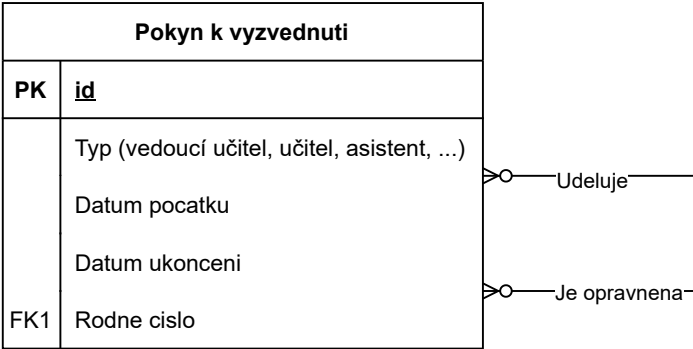 Pokyn k vyzvednuti
PK id
Typ (vedoucí učitel, učitel, asistent, ...)
Udeluje
Datum pocatku
Datum ukonceni
Je opravnena
FK1 Rodne cislo